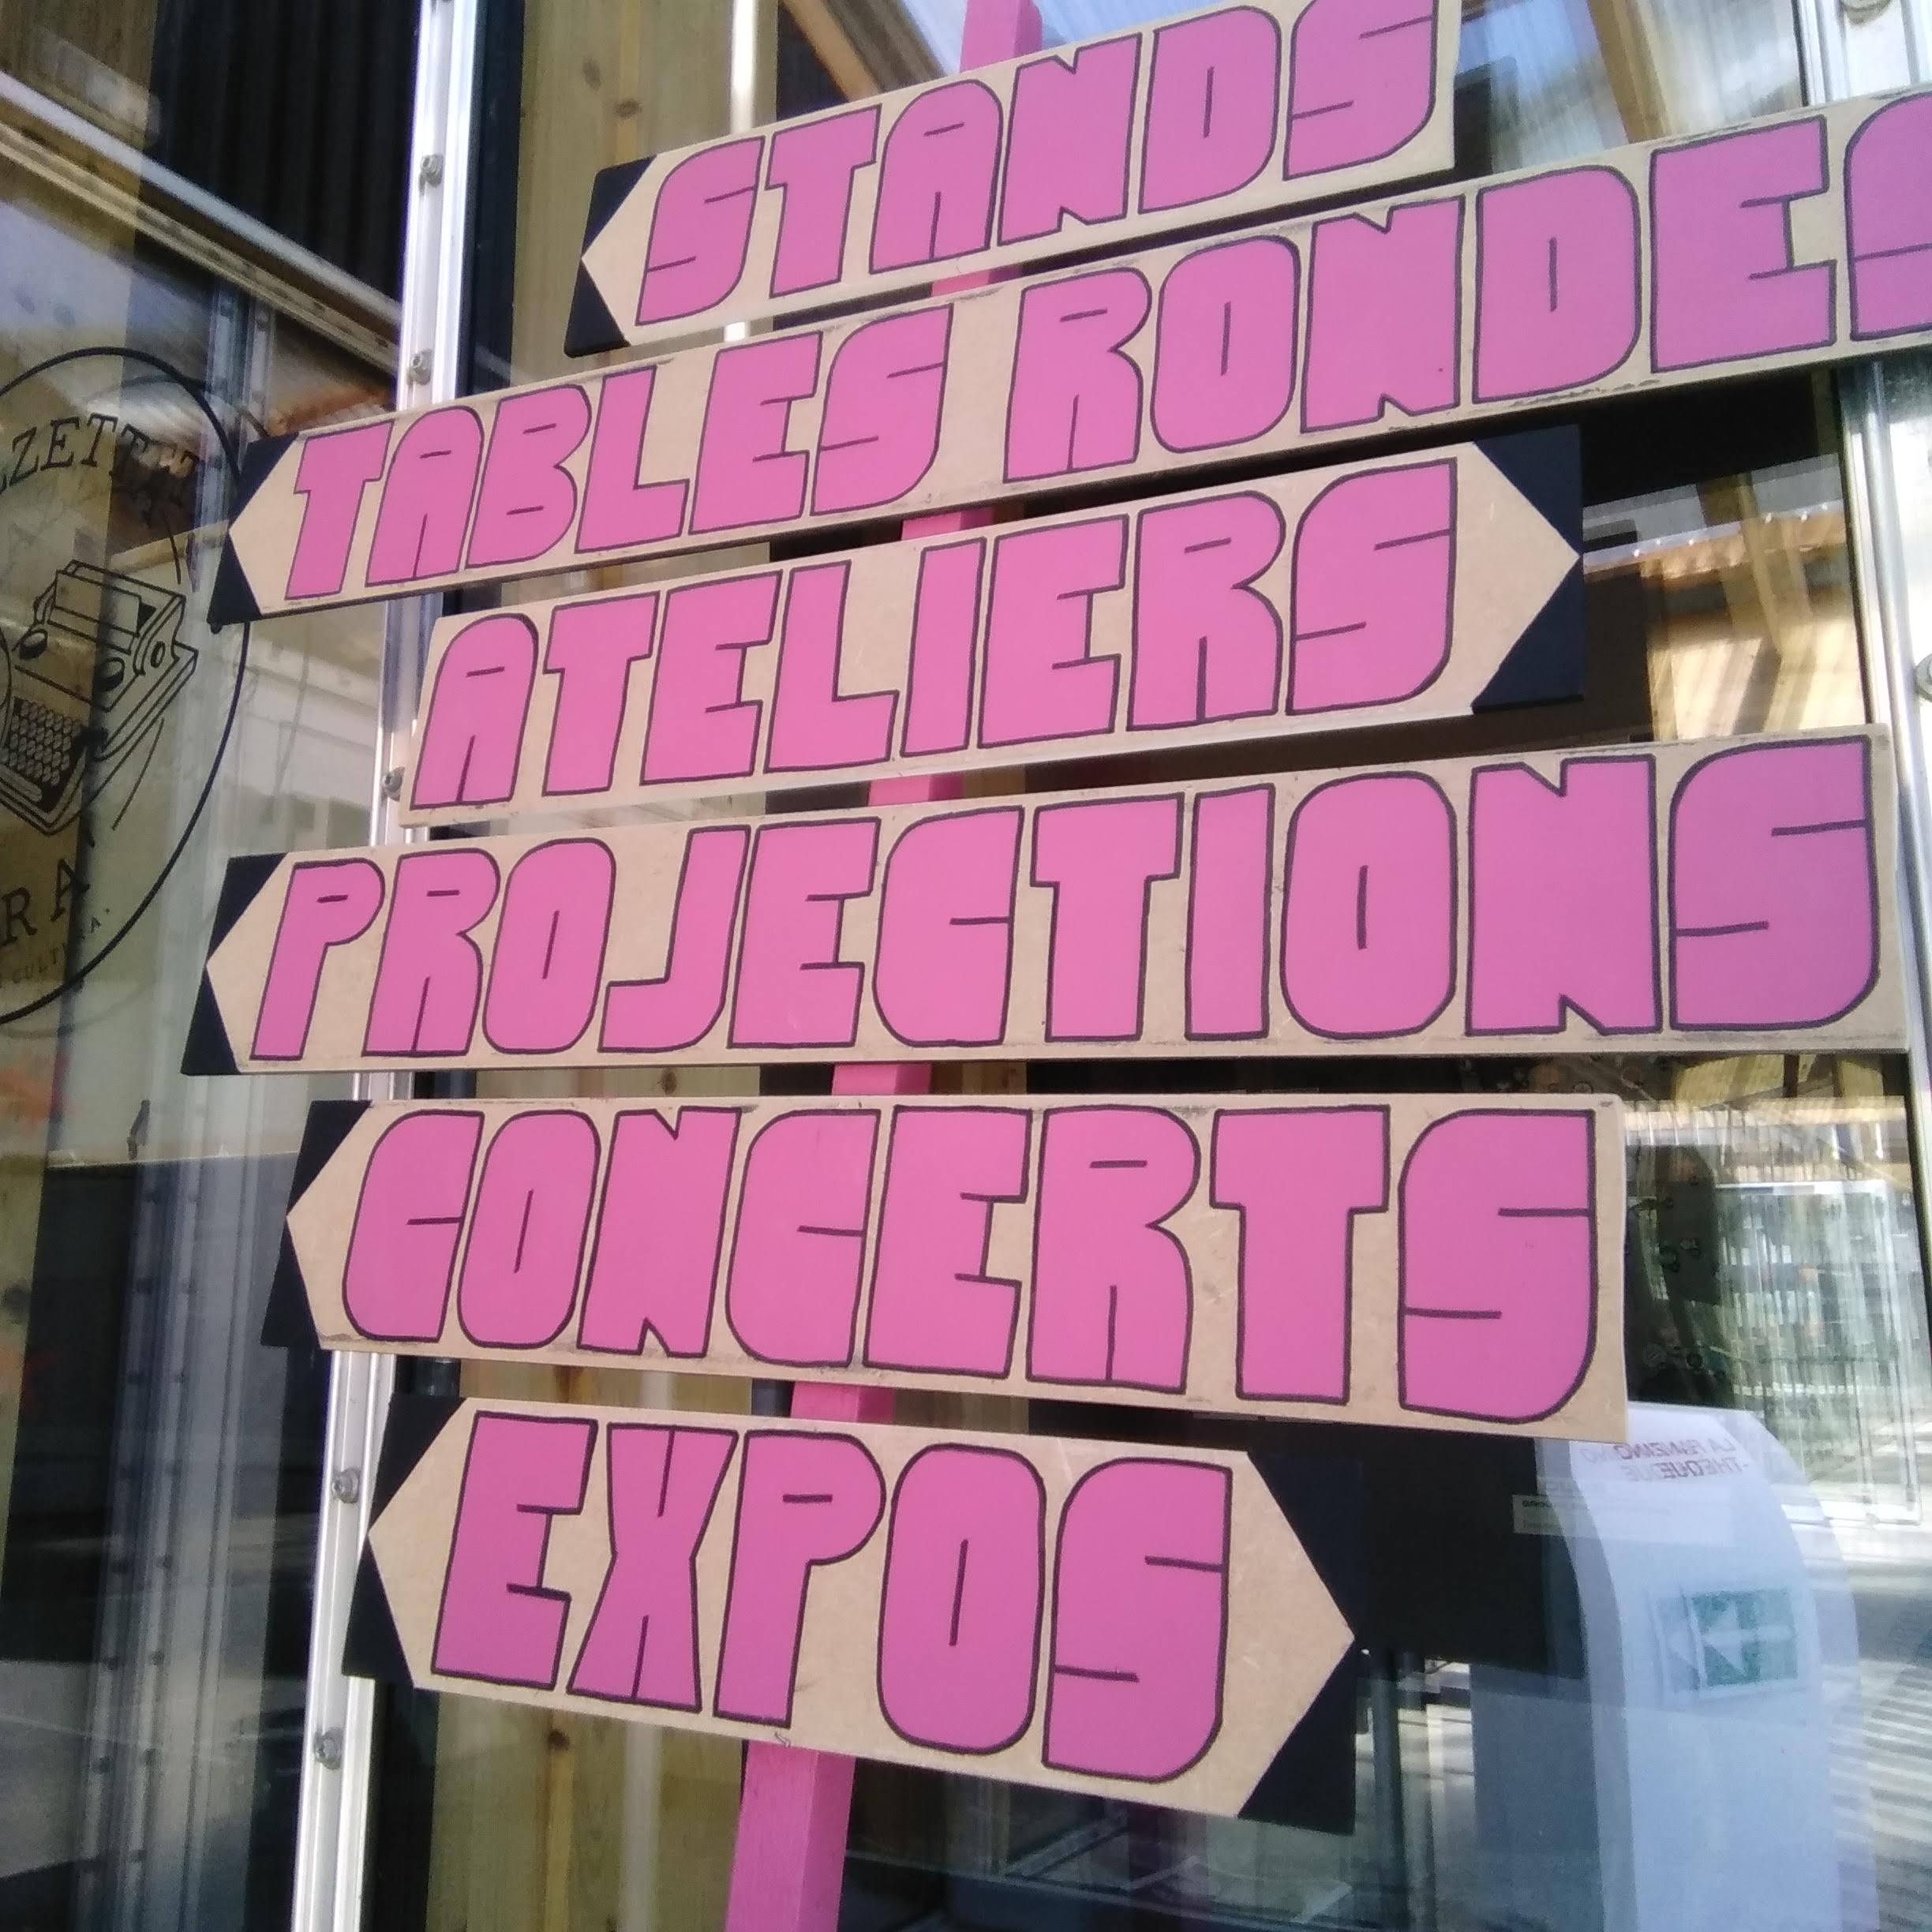 STANDS
TABLES RONDES
ATELIERS
PROJECTIONS
CONCERTS
EXPOS